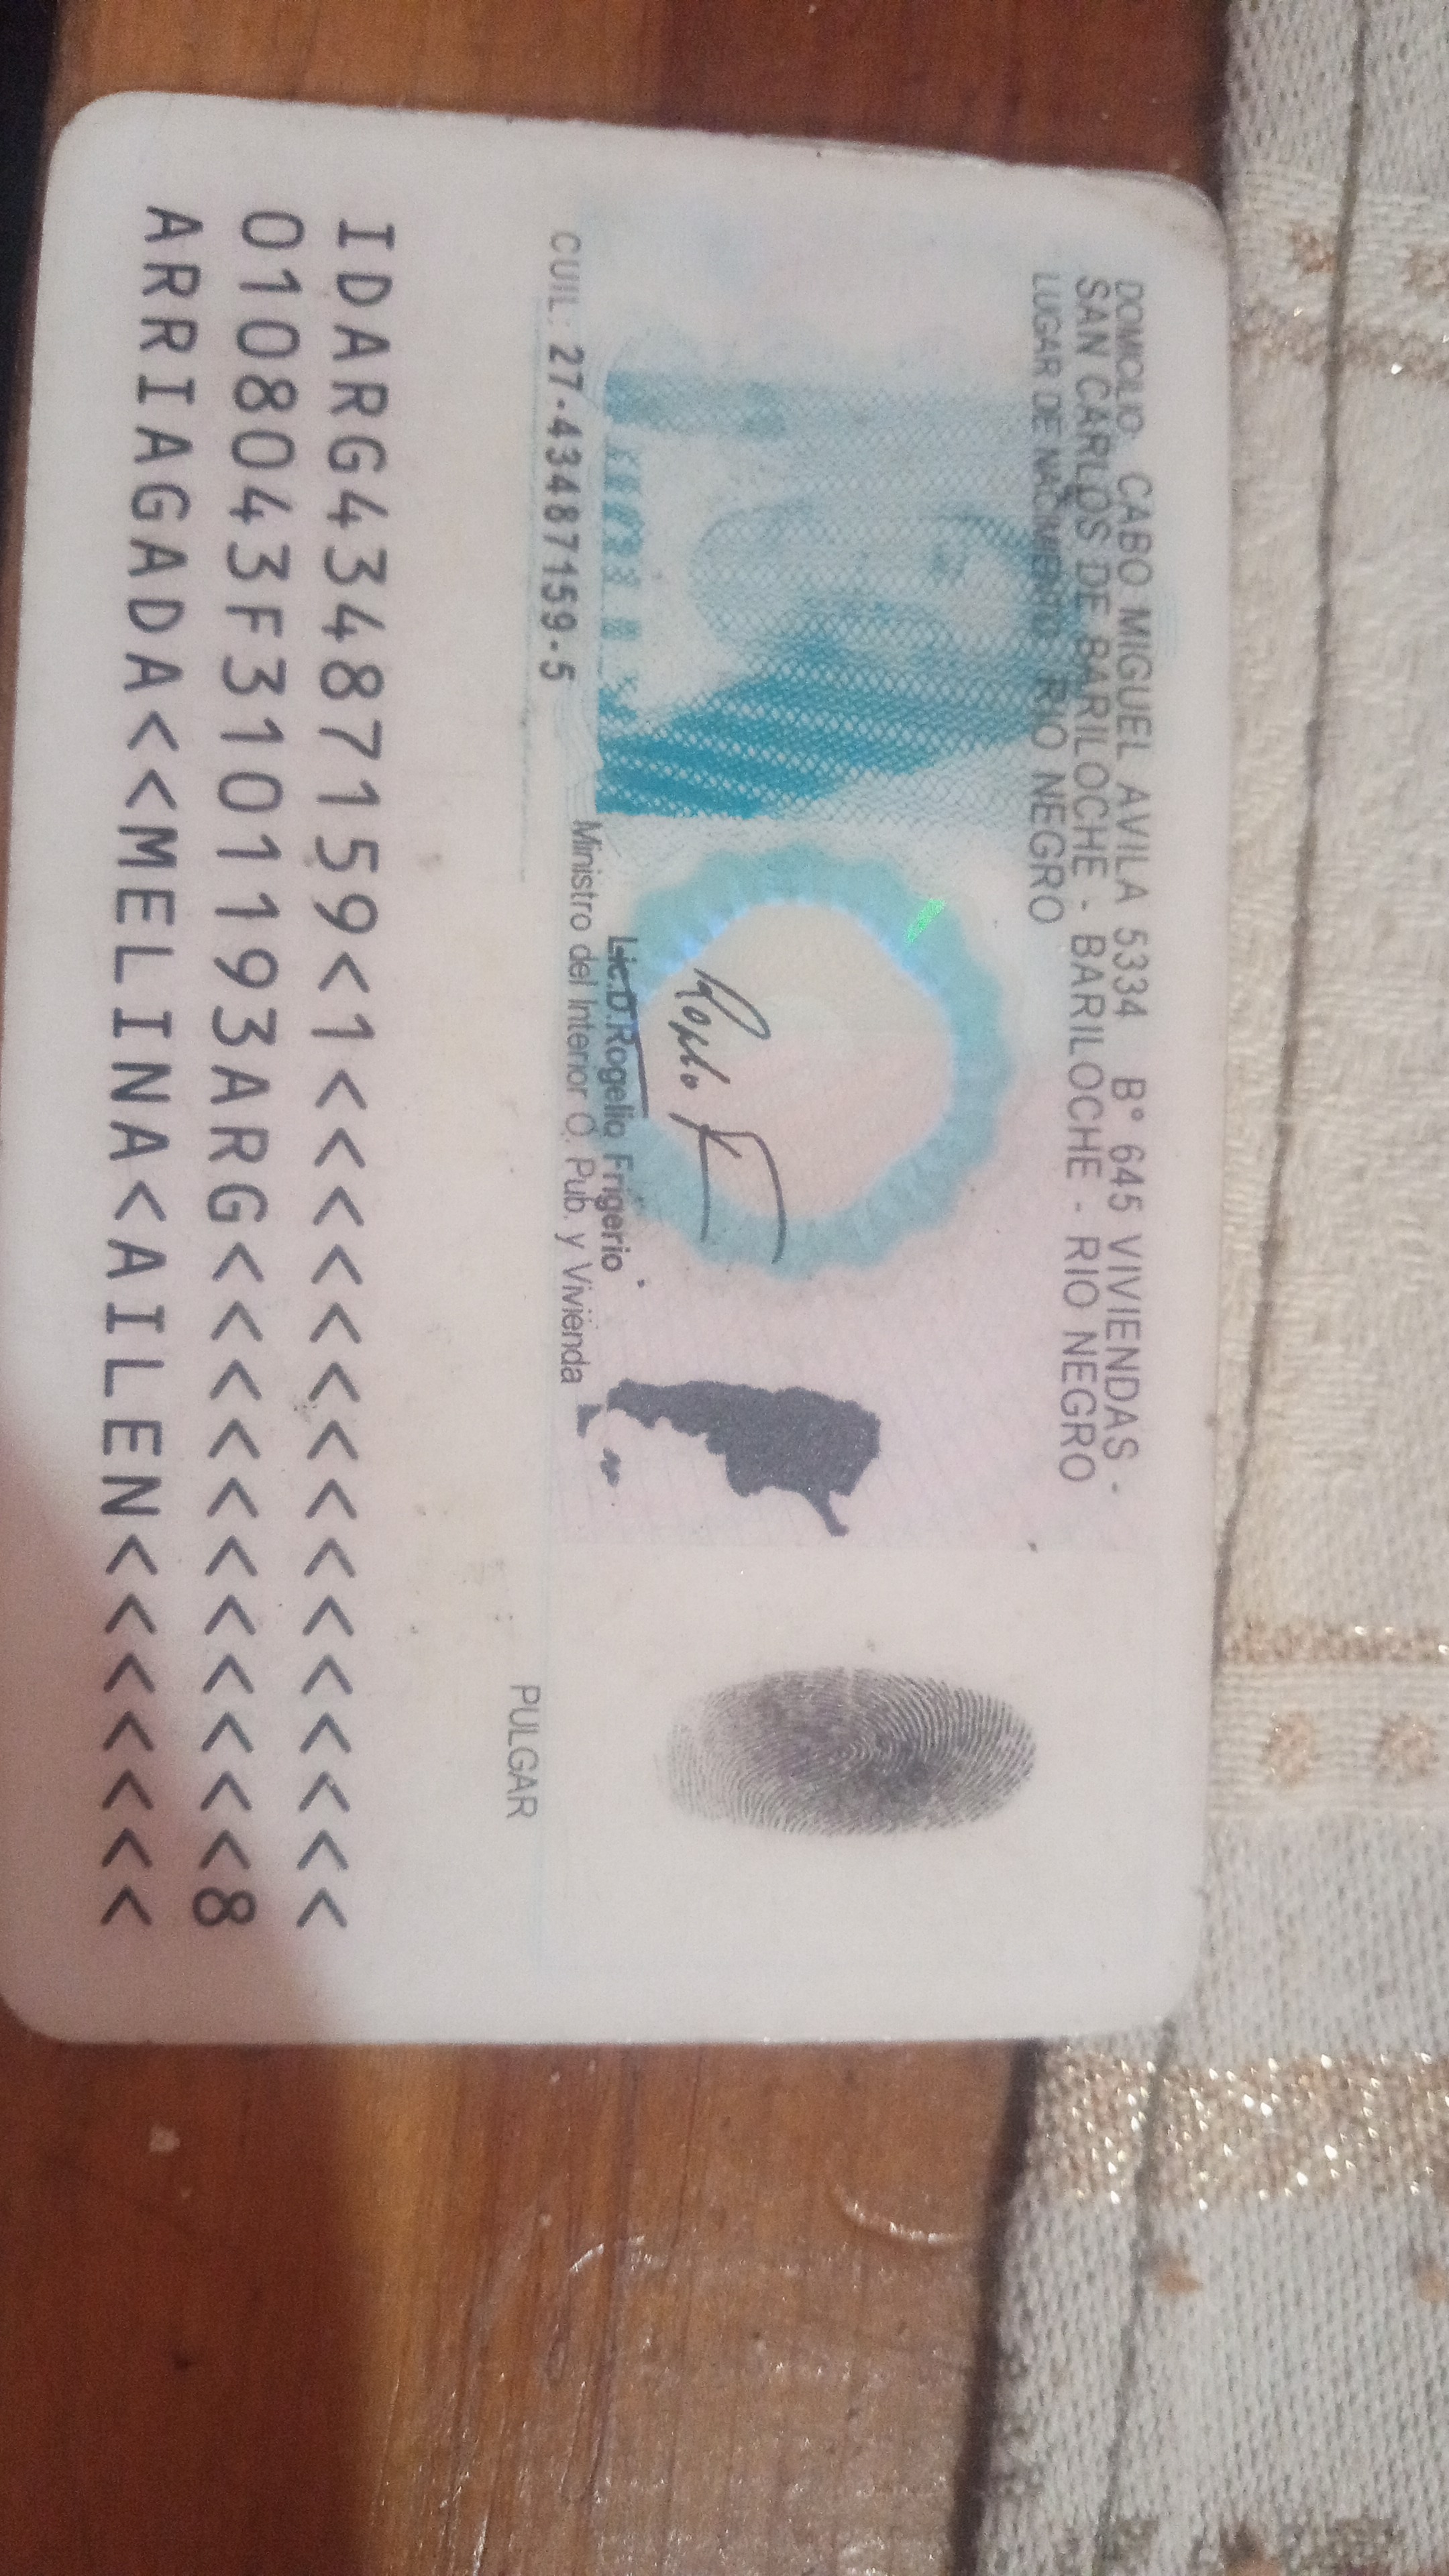 DOMICILIO: CABO MIGUEL AVILA 5334 B° 645 VIVIENDAS -
SAN CARLOS DE BARILOCHE - BARILOCHE - RIO NEGRO
LUGAR DE NACIMIENTO: RIO NEGRO
Lic.D.Rogelio Frigerio
Ministro del Interior O. Pub. y Vivienda
CUIL: 27-43487159-5
PULGAR
IDARG43487159<1<<<<<<<<<<<<<<<
0108043F3101193ARG<<<<<<<<<<<8
ARRIAGADA<<MELINA<AILEN<<<<<<<